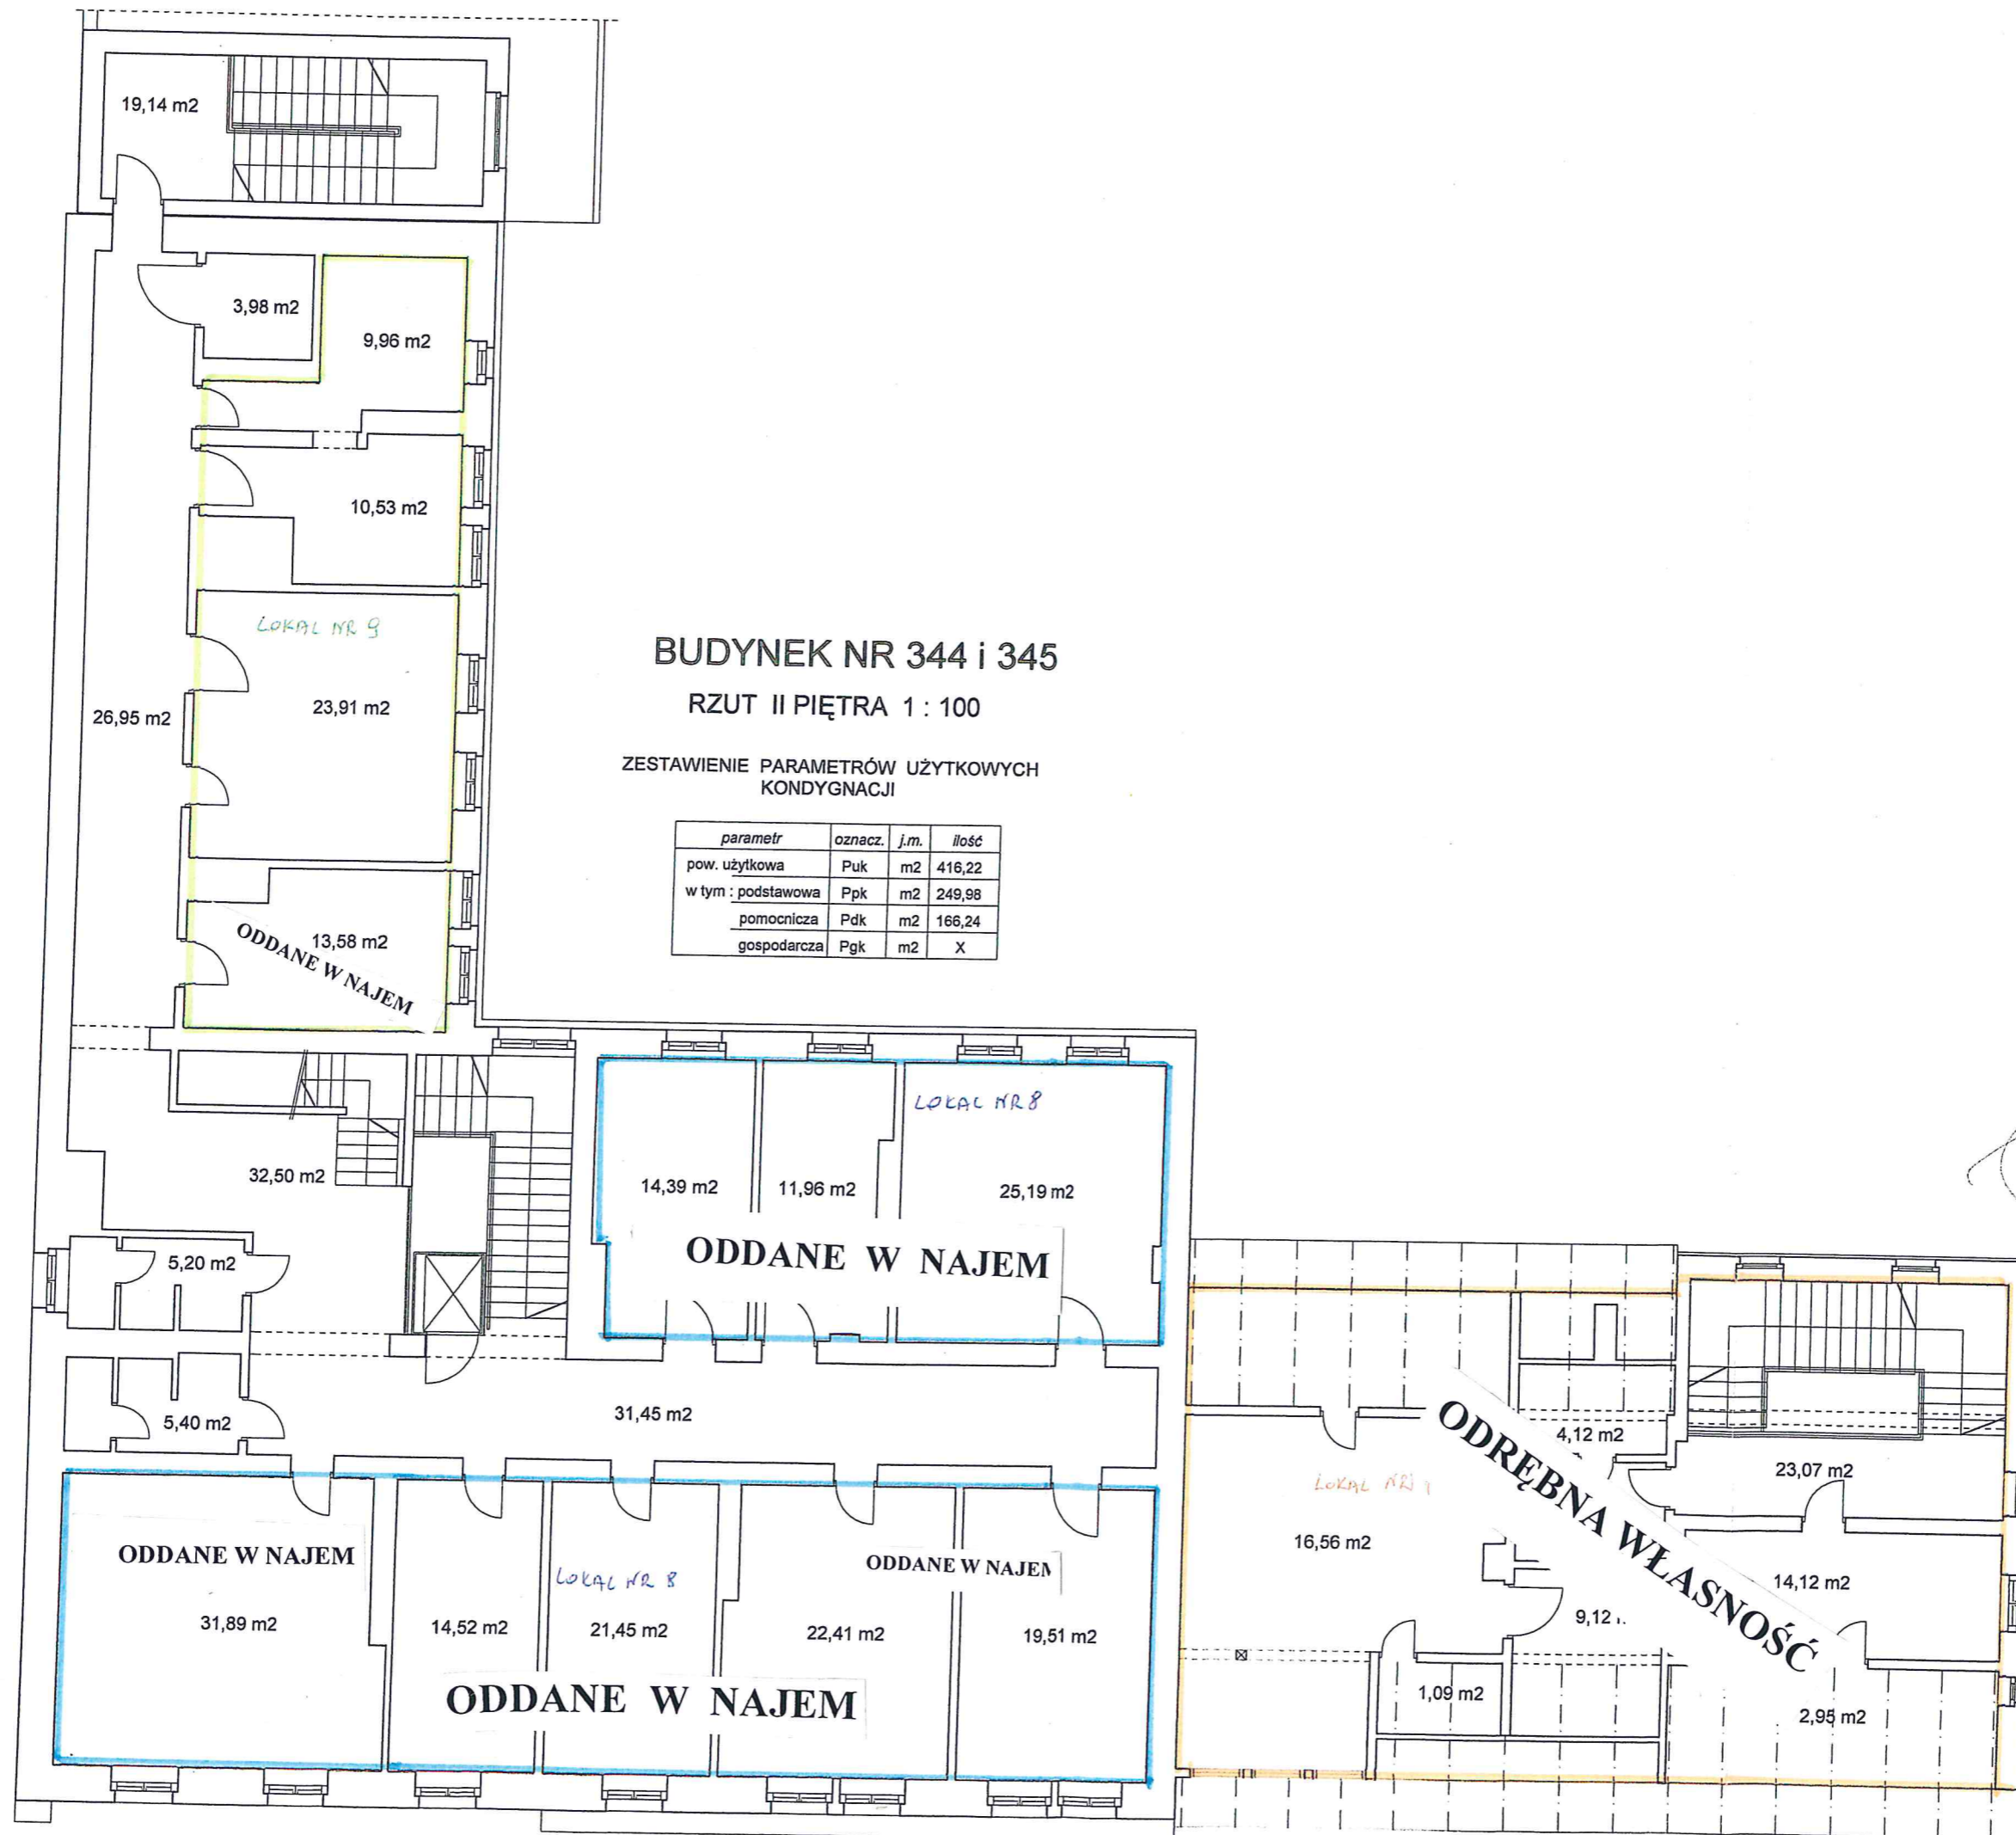 19,14 m2
3,98 m2
9,96 m2
10,53 m2
LOKAL NR 9
23,91 m2
26,95 m2
13,58 m2
ODDANE W NAJEM
BUDYNEK NR 344 i 345
RZUT II PIĘTRA 1 : 100
ZESTAWIENIE PARAMETRÓW UŻYTKOWYCH
KONDYGNACJI
parametr oznacz. j.m. ilość
pow. użytkowa Puk m2 416,22
w tym : podstawowa Ppk m2 249,98
pomocnicza Pdk m2 166,24
gospodarcza Pgk m2 X
LOKAL NR 8
14,39 m2
11,96 m2
25,19 m2
ODDANE W NAJEM
32,50 m2
5,20 m2
5,40 m2
31,45 m2
ODDANE W NAJEM
31,89 m2
14,52 m2
LOKAL NR 8
21,45 m2
22,41 m2
ODDANE W NAJEM
19,51 m2
ODDANE W NAJEM
ODRĘBNA WŁASNOŚĆ
4,12 m2
23,07 m2
LOKAL NR
16,56 m2
14,12 m2
9,12
1,09 m2
2,95 m2